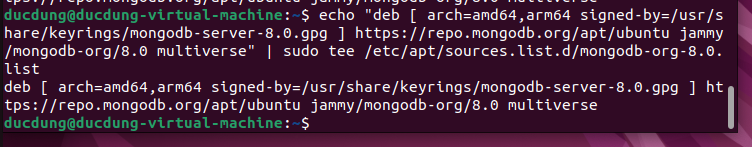 ducdung@ducdung-virtual-machine:~$ echo "deb [ arch=amd64,arm64 signed-by=/usr/s
hare/keyrings/mongodb-server-8.0.gpg ] https://repo.mongodb.org/apt/ubuntu jammy
/mongodb-org/8.0 multiverse" | sudo tee /etc/apt/sources.list.d/mongodb-org-8.0.
list
deb [ arch=amd64,arm64 signed-by=/usr/share/keyrings/mongodb-server-8.0.gpg ] ht
tps://repo.mongodb.org/apt/ubuntu jammy/mongodb-org/8.0 multiverse
ducdung@ducdung-virtual-machine:~$